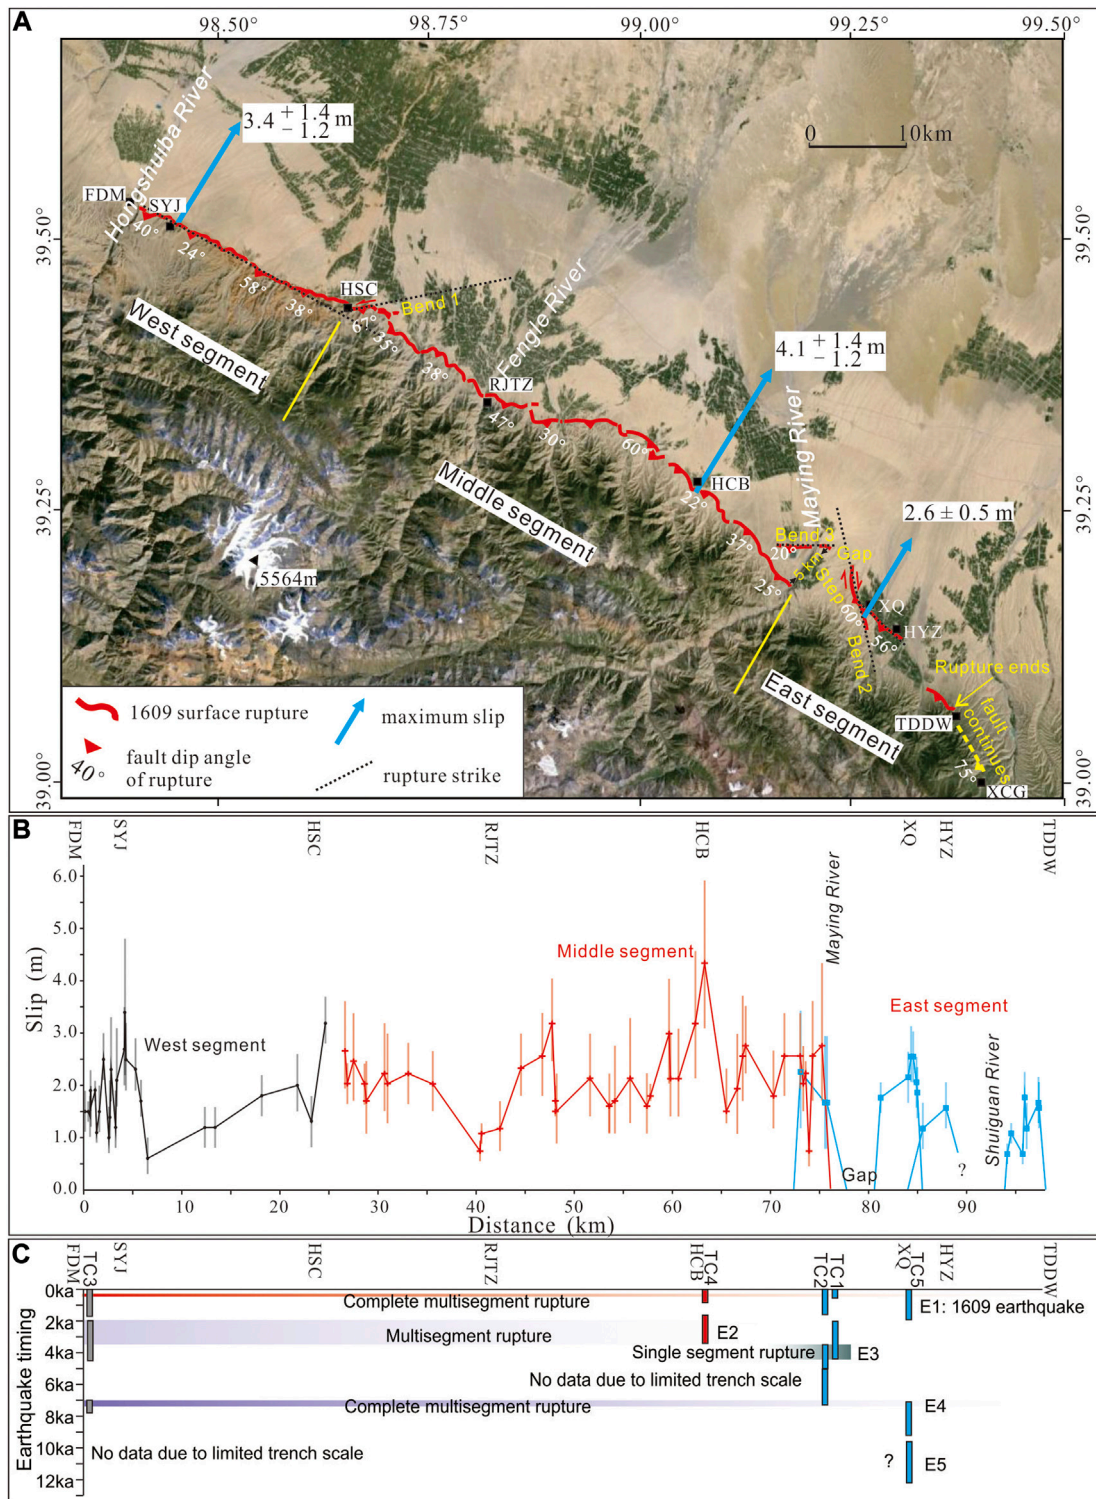 A
98.50° 98.75° 99.00° 99.25° 99.50°
39.50°
39.25°
39.00°
39.50°
39.25°
39.00°
Hongshuiba River
3.4 + 1.4 − 1.2 m
0 10km
FDM
SYJ
40°
24°
58°
38°
HSC
67°
35°
Bend 1
West segment
38°
Fengle River
RJTZ
47°
30°
60°
4.1 + 1.4 − 1.2 m
Middle segment
HCB
22°
Maying River
2.6 ± 0.5 m
37°
Bend 3
20°
Gap
5 km
Step
25°
5564m
XQ
60°
HYZ
56°
Bend 2
Rupture ends
East segment
TDDW
fault continues
75°
XCG
1609 surface rupture
maximum slip
40°
fault dip angle
of rupture
rupture strike
B
FDM SYJ HSC RJTZ HCB XQ HYZ TDDW
Slip (m)
6.0
5.0
4.0
3.0
2.0
1.0
0.0
West segment
Middle segment
Maying River
East segment
Shuiguan River
Gap
?
0 10 20 30 40 50 60 70 80 90
Distance (km)
C
FDM TC3 SYJ HSC RJTZ HCB TC4 TC2 TC1 XQ TC5 HYZ TDDW
Earthquake timing
0ka
2ka
4ka
6ka
8ka
10ka
12ka
Complete multisegment rupture
E1: 1609 earthquake
Multisegment rupture
E2
Single segment rupture
E3
No data due to limited trench scale
Complete multisegment rupture
E4
No data due to limited trench scale
?
E5